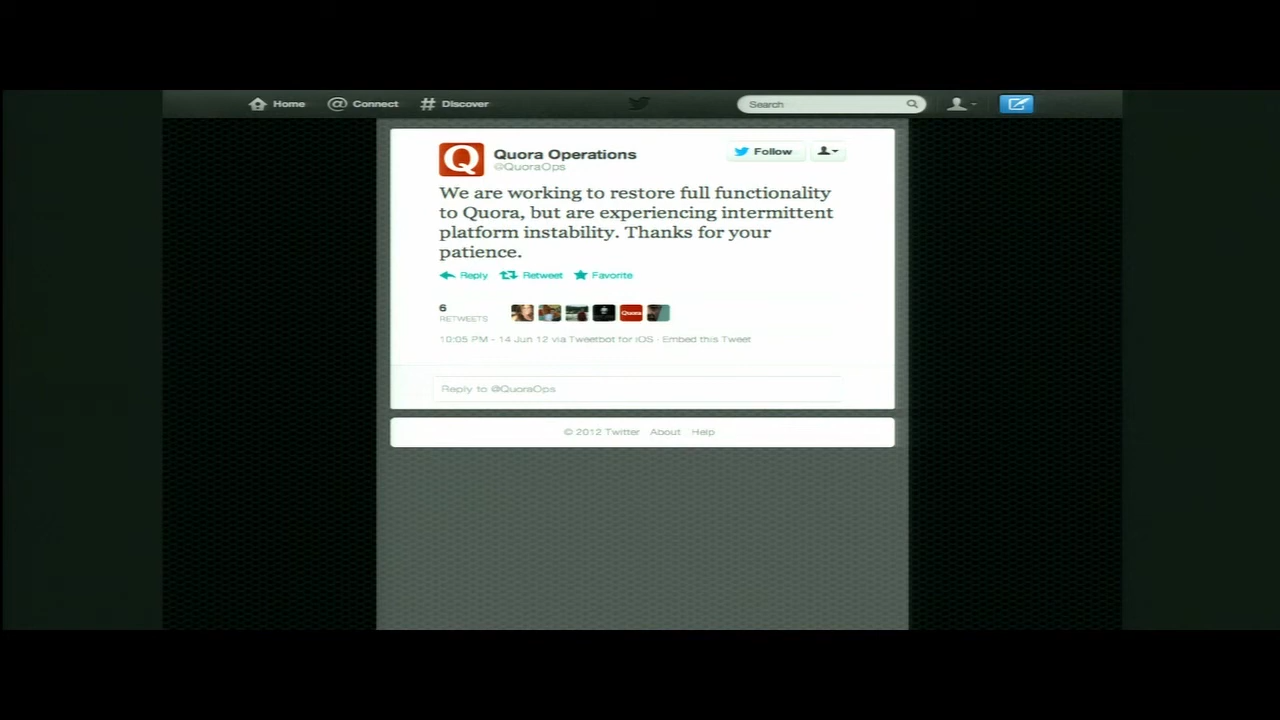 Home @ Connect # Discover Search
Q Quora Operations Follow
@QuoraOps
We are working to restore full functionality
to Quora, but are experiencing intermittent
platform instability. Thanks for your
patience.
Reply Retweet Favorite
6
RETWEETS
Quora
10:05 PM - 14 Jun 12 via Tweetbot for iOS · Embed this Tweet
Reply to @QuoraOps
© 2012 Twitter About Help